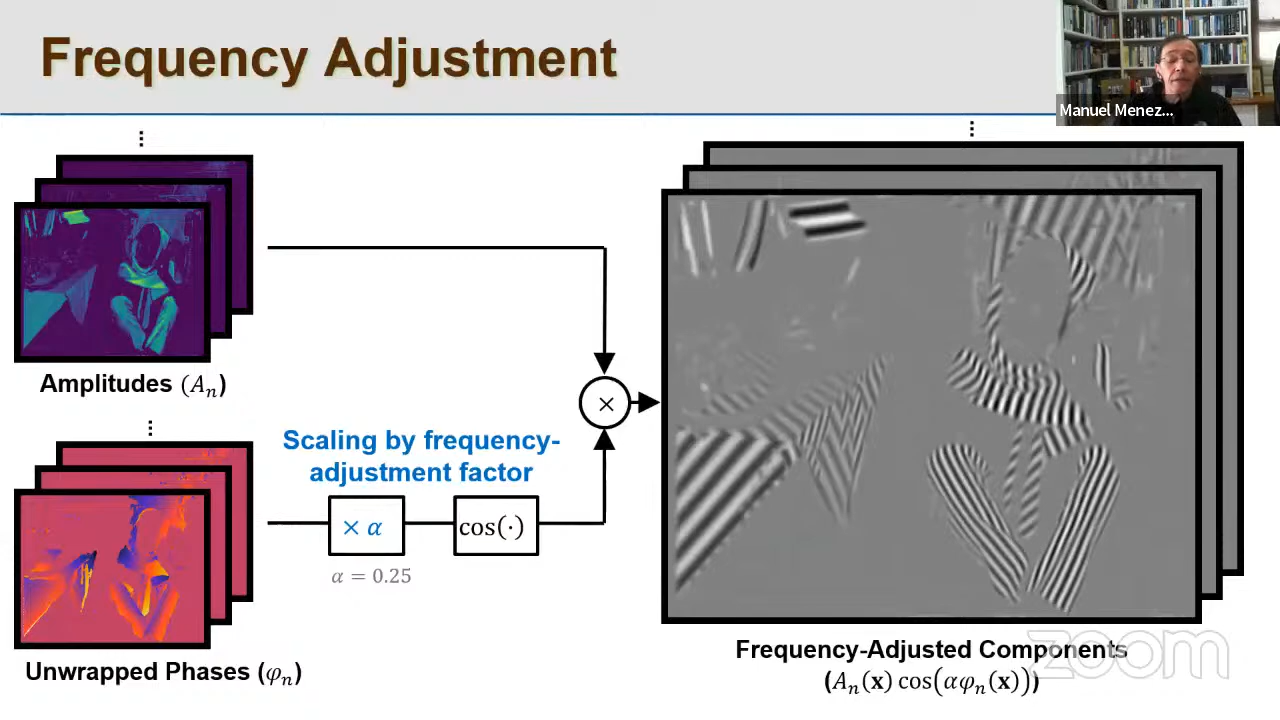 Frequency Adjustment
Manuel Menez...
Amplitudes (Aₙ)
Scaling by frequency-
adjustment factor
× α
cos(·)
α = 0.25
×
Unwrapped Phases (φₙ)
Frequency-Adjusted Components
(Aₙ(𝐱) cos(αφₙ(𝐱)))
zoom